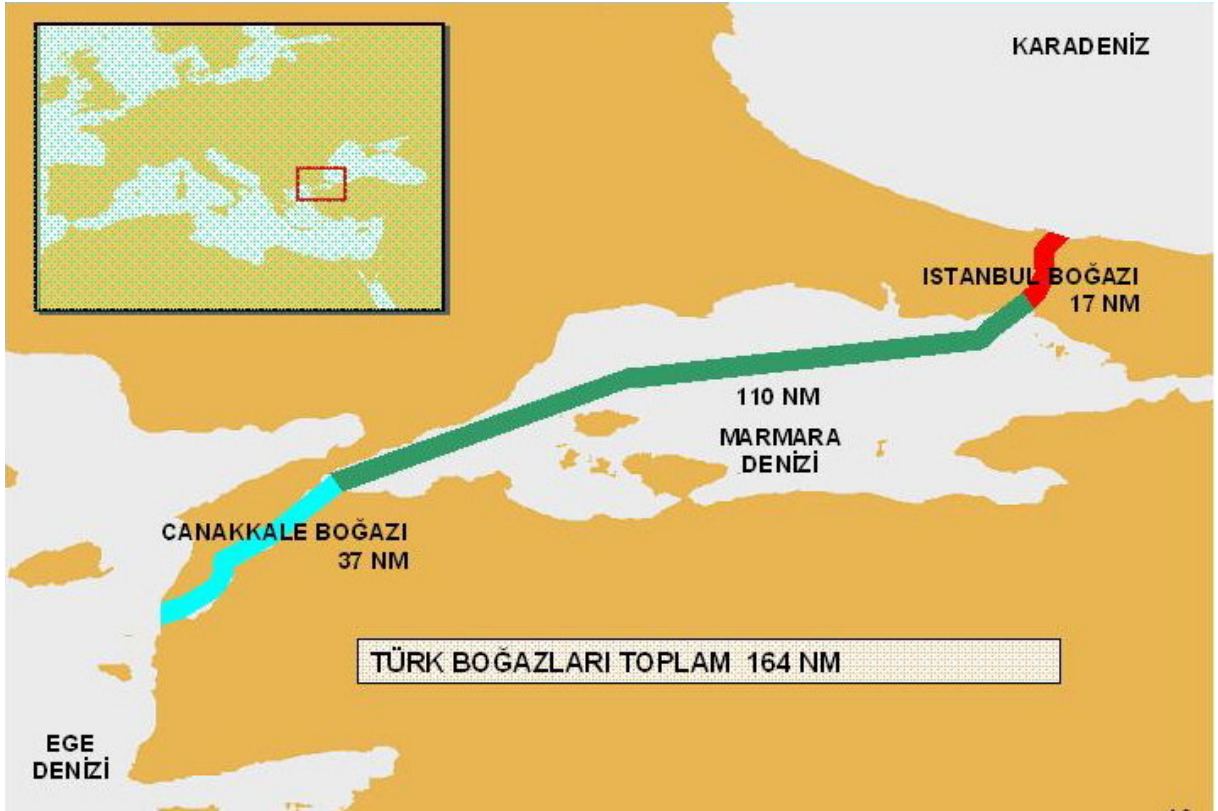 KARADENİZ
ISTANBUL BOĞAZI
17 NM
110 NM
MARMARA
DENİZİ
CANAKKALE BOĞAZI
37 NM
TÜRK BOĞAZLARI TOPLAM 164 NM
EGE
DENİZİ